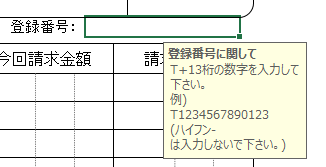 登録番号:
今回請求金額
請
登録番号に関して
T+13桁の数字を入力して
下さい。
例)
T1234567890123
(ハイフン-
は入力しないで下さい。)